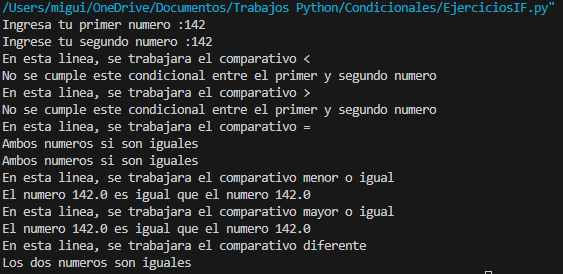 /Users/migui/OneDrive/Documentos/Trabajos Python/Condicionales/EjerciciosIF.py"
Ingresa tu primer numero :142
Ingrese tu segundo numero :142
En esta linea, se trabajara el comparativo <
No se cumple este condicional entre el primer y segundo numero
En esta linea, se trabajara el comparativo >
No se cumple este condicional entre el primer y segundo numero
En esta linea, se trabajara el comparativo =
Ambos numeros si son iguales
Ambos numeros si son iguales
En esta linea, se trabajara el comparativo menor o igual
El numero 142.0 es igual que el numero 142.0
En esta linea, se trabajara el comparativo mayor o igual
El numero 142.0 es igual que el numero 142.0
En esta linea, se trabajara el comparativo diferente
Los dos numeros son iguales